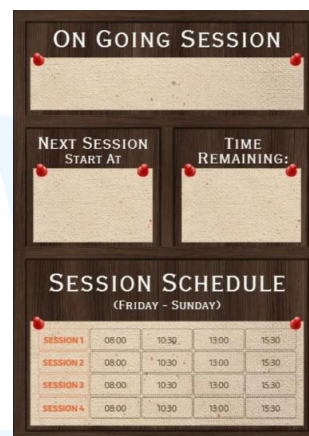 ON GOING SESSION
NEXT SESSION
START AT
TIME
REMAINING:
SESSION SCHEDULE
(FRIDAY - SUNDAY)
SESSION 1 08:00 10:30 13:00 15:30
SESSION 2 08:00 10:30 13:00 15:30
SESSION 3 08:00 10:30 13:00 15:30
SESSION 4 08:00 10:30 13:00 15:30